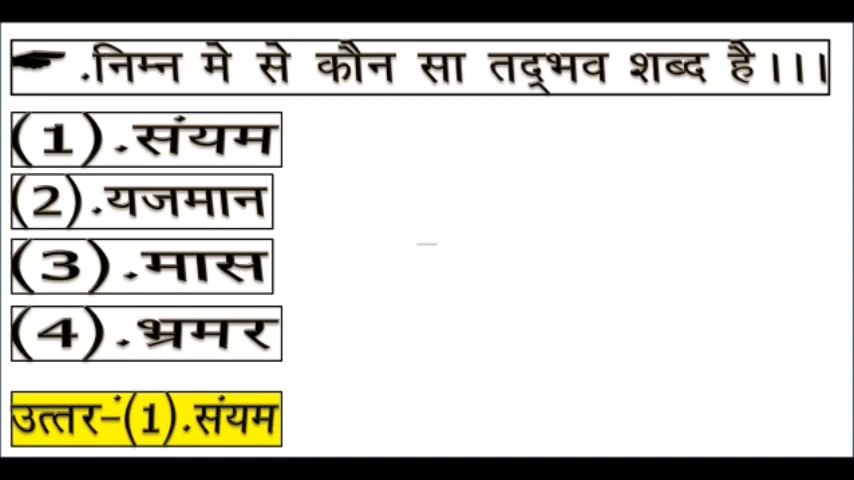 .निम्न मे से कौन सा तद्भव शब्द है।।।
(1).संयम
(2).यजमान
(3).मास
(4).भ्रमर
उत्तर-ं(1).संयम